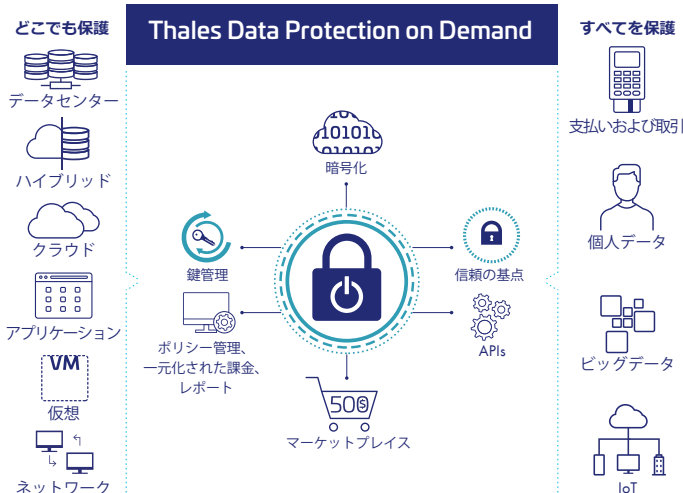 どこでも保護
データセンター
ハイブリッド
クラウド
アプリケーション
VM
仮想
ネットワーク
Thales Data Protection on Demand
101010
01010
暗号化
鍵管理
信頼の基点
ポリシー管理、
一元化された課金、
レポート
APIs
50$
マーケットプレイス
すべてを保護
支払いおよび取引
個人データ
ビッグデータ
IoT